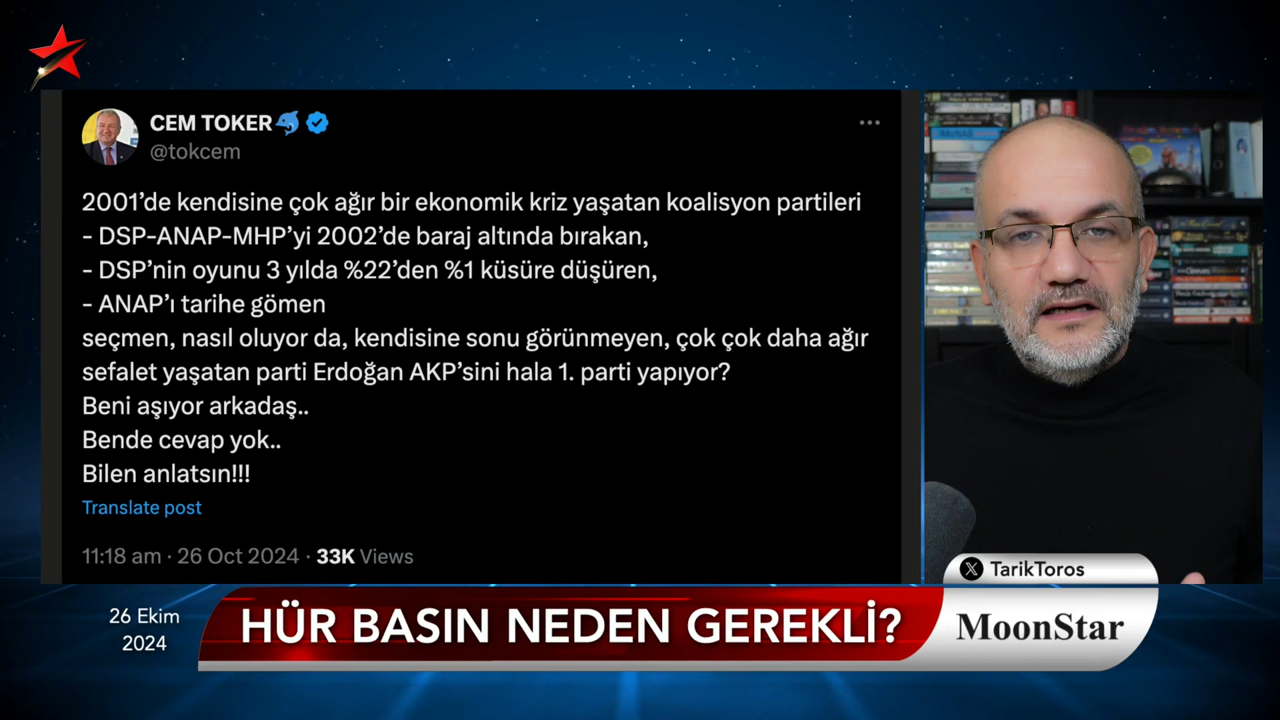 CEM TOKER
@tokcem
2001'de kendisine çok ağır bir ekonomik kriz yaşatan koalisyon partileri
- DSP-ANAP-MHP'yi 2002'de baraj altında bırakan,
- DSP'nin oyunu 3 yılda %22'den %1 küsüre düşüren,
- ANAP'ı tarihe gömen
seçmen, nasıl oluyor da, kendisine sonu görünmeyen, çok çok daha ağır
sefalet yaşatan parti Erdoğan AKP'sini hala 1. parti yapıyor?
Beni aşıyor arkadaş..
Bende cevap yok..
Bilen anlatsın!!!
Translate post
11:18 am · 26 Oct 2024 · 33K Views
TarikToros
26 Ekim
2024
HÜR BASIN NEDEN GEREKLİ?
MoonStar